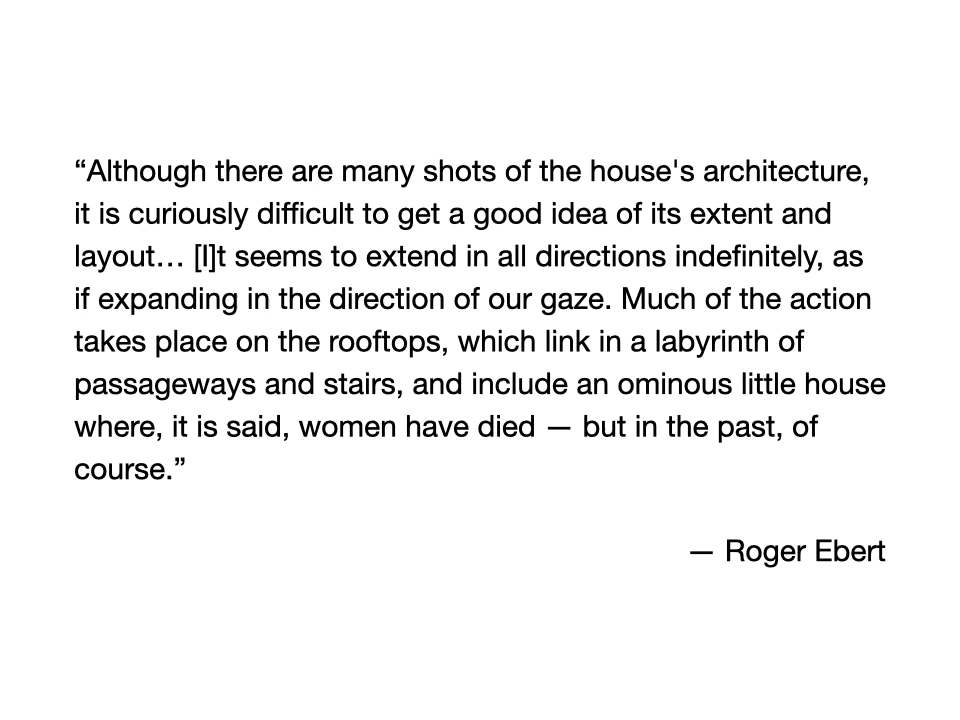 “Although there are many shots of the house's architecture,
it is curiously difficult to get a good idea of its extent and
layout… [I]t seems to extend in all directions indefinitely, as
if expanding in the direction of our gaze. Much of the action
takes place on the rooftops, which link in a labyrinth of
passageways and stairs, and include an ominous little house
where, it is said, women have died — but in the past, of
course.”
— Roger Ebert